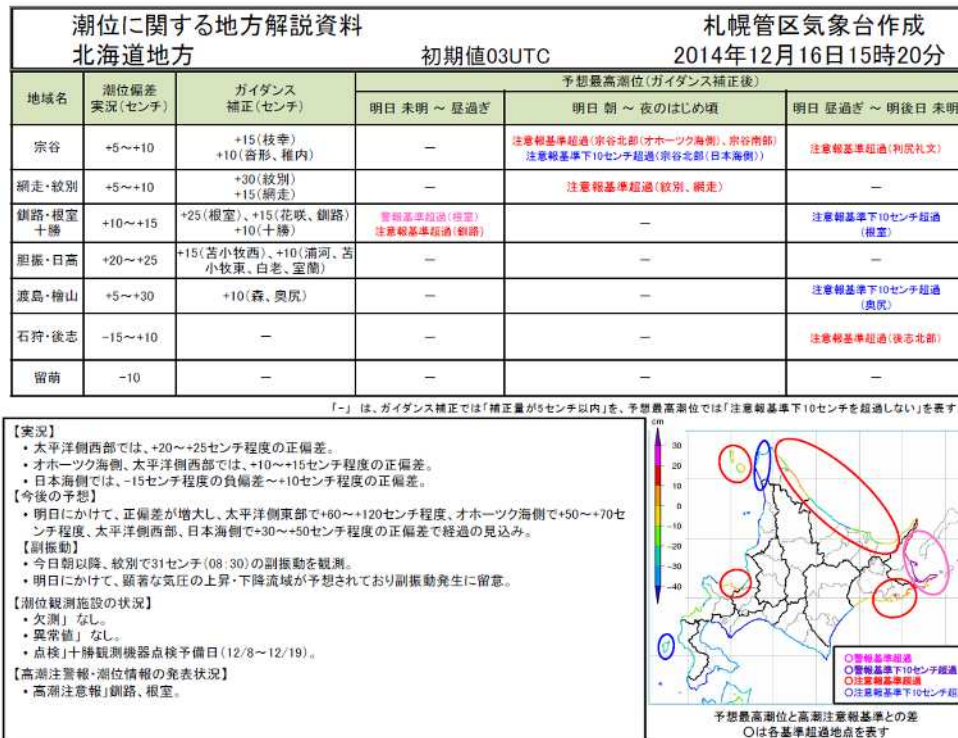 潮位に関する地方解説資料
札幌管区気象台作成
北海道地方
初期値03UTC
2014年12月16日15時20分
地域名
潮位偏差
実況(センチ)
ガイダンス
補正(センチ)
予想最高潮位(ガイダンス補正後)
明日 未明 ～ 昼過ぎ
明日 朝 ～ 夜のはじめ頃
明日 昼過ぎ ～ 明後日 未明
宗谷
+5～+10
+15(枝幸)
+10(沓形、稚内)
－
注意報基準超過(宗谷北部(オホーツク海側)、宗谷南部)
注意報基準下10センチ超過(宗谷北部(日本海側))
注意報基準超過(利尻礼文)
網走・紋別
+5～+10
+30(紋別)
+15(網走)
－
注意報基準超過(紋別、網走)
－
釧路・根室
十勝
+10～+15
+25(根室)、+15(花咲、釧路)
+10(十勝)
警報基準超過(根室)
注意報基準超過(釧路)
－
注意報基準下10センチ超過
(根室)
胆振・日高
+20～+25
+15(苫小牧西)、+10(浦河、苫
小牧東、白老、室蘭)
－
－
－
渡島・檜山
+5～+30
+10(森、奥尻)
－
－
注意報基準下10センチ超過
(奥尻)
石狩・後志
-15～+10
－
－
－
注意報基準超過(後志北部)
留萌
-10
－
－
－
－
「－」 は、ガイダンス補正では「補正量が5センチ以内」を、予想最高潮位では「注意報基準下10センチを超過しない」を表す
【実況】
・太平洋側西部では、+20～+25センチ程度の正偏差。
・オホーツク海側、太平洋側西部では、+10～+15センチ程度の正偏差。
・日本海側では、-15センチ程度の負偏差～+10センチ程度の正偏差。
【今後の予想】
・明日にかけて、正偏差が増大し、太平洋側東部で+60～+120センチ程度、オホーツク海側で+50～+70セ
ンチ程度、太平洋側西部、日本海側で+30～+50センチ程度の正偏差で経過の見込み。
【副振動】
・今日朝以降、紋別で31センチ(08:30)の副振動を観測。
・明日にかけて、顕著な気圧の上昇・下降流域が予想されており副振動発生に留意。
【潮位観測施設の状況】
・欠測」 なし。
・異常値」 なし。
・点検」十勝観測機器点検予備日(12/8～12/19)。
【高潮注警報・潮位情報の発表状況】
・高潮注意報」釧路、根室。
cm
30
20
10
0
-10
-20
-30
-40
○警報基準超過
○警報基準下10センチ超過
○注意報基準超過
○注意報基準下10センチ超
予想最高潮位と高潮注意報基準との差
○は各基準超過地点を表す